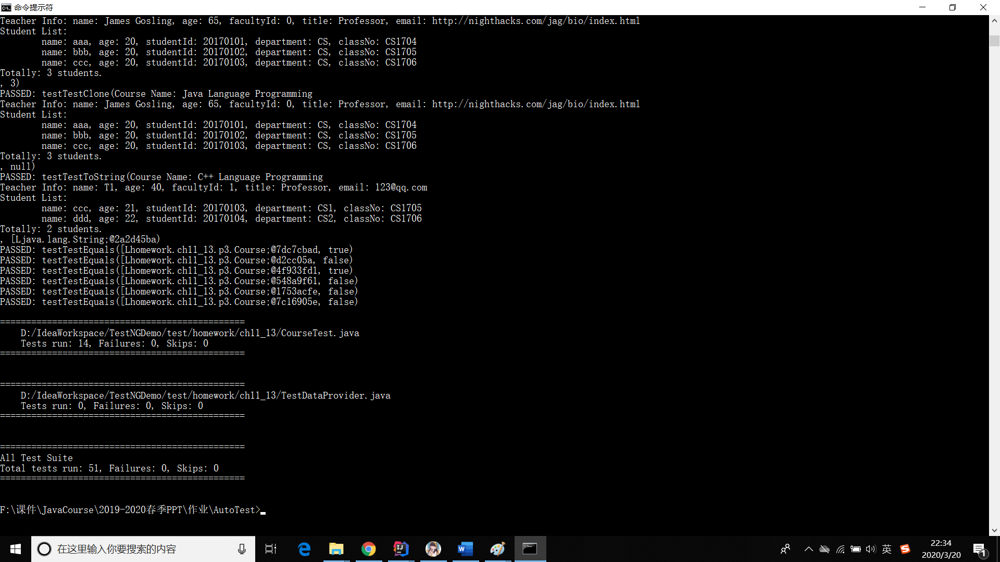 命令提示符
Teacher Info: name: James Gosling, age: 65, facultyId: 0, title: Professor, email: http://nighthacks.com/jag/bio/index.html
Student List:
name: aaa, age: 20, studentId: 20170101, department: CS, classNo: CS1704
name: bbb, age: 20, studentId: 20170102, department: CS, classNo: CS1705
name: ccc, age: 20, studentId: 20170103, department: CS, classNo: CS1706
Totally: 3 students.
, 3)
PASSED: testTestClone(Course Name: Java Language Programming
Teacher Info: name: James Gosling, age: 65, facultyId: 0, title: Professor, email: http://nighthacks.com/jag/bio/index.html
Student List:
name: aaa, age: 20, studentId: 20170101, department: CS, classNo: CS1704
name: bbb, age: 20, studentId: 20170102, department: CS, classNo: CS1705
name: ccc, age: 20, studentId: 20170103, department: CS, classNo: CS1706
Totally: 3 students.
, null)
PASSED: testTestToString(Course Name: C++ Language Programming
Teacher Info: name: T1, age: 40, facultyId: 1, title: Professor, email: 123@qq.com
Student List:
name: ccc, age: 21, studentId: 20170103, department: CS1, classNo: CS1705
name: ddd, age: 22, studentId: 20170104, department: CS2, classNo: CS1706
Totally: 2 students.
, [Ljava.lang.String;@2a2d45ba)
PASSED: testTestEquals([Lhomework.ch11_13.p3.Course;@7dc7cbad, true)
PASSED: testTestEquals([Lhomework.ch11_13.p3.Course;@d2cc05a, false)
PASSED: testTestEquals([Lhomework.ch11_13.p3.Course;@4f933fd1, true)
PASSED: testTestEquals([Lhomework.ch11_13.p3.Course;@548a9f61, false)
PASSED: testTestEquals([Lhomework.ch11_13.p3.Course;@1753acfe, false)
PASSED: testTestEquals([Lhomework.ch11_13.p3.Course;@7c16905e, false)
===============================================
D:/IdeaWorkspace/TestNGDemo/test/homework/ch11_13/CourseTest.java
Tests run: 14, Failures: 0, Skips: 0
===============================================
===============================================
D:/IdeaWorkspace/TestNGDemo/test/homework/ch11_13/TestDataProvider.java
Tests run: 0, Failures: 0, Skips: 0
===============================================
===============================================
All Test Suite
Total tests run: 51, Failures: 0, Skips: 0
===============================================
F:\课件\JavaCourse\2019-2020春季PPT\作业\AutoTest>
在这里输入你要搜索的内容
英
22:34
2020/3/20
1